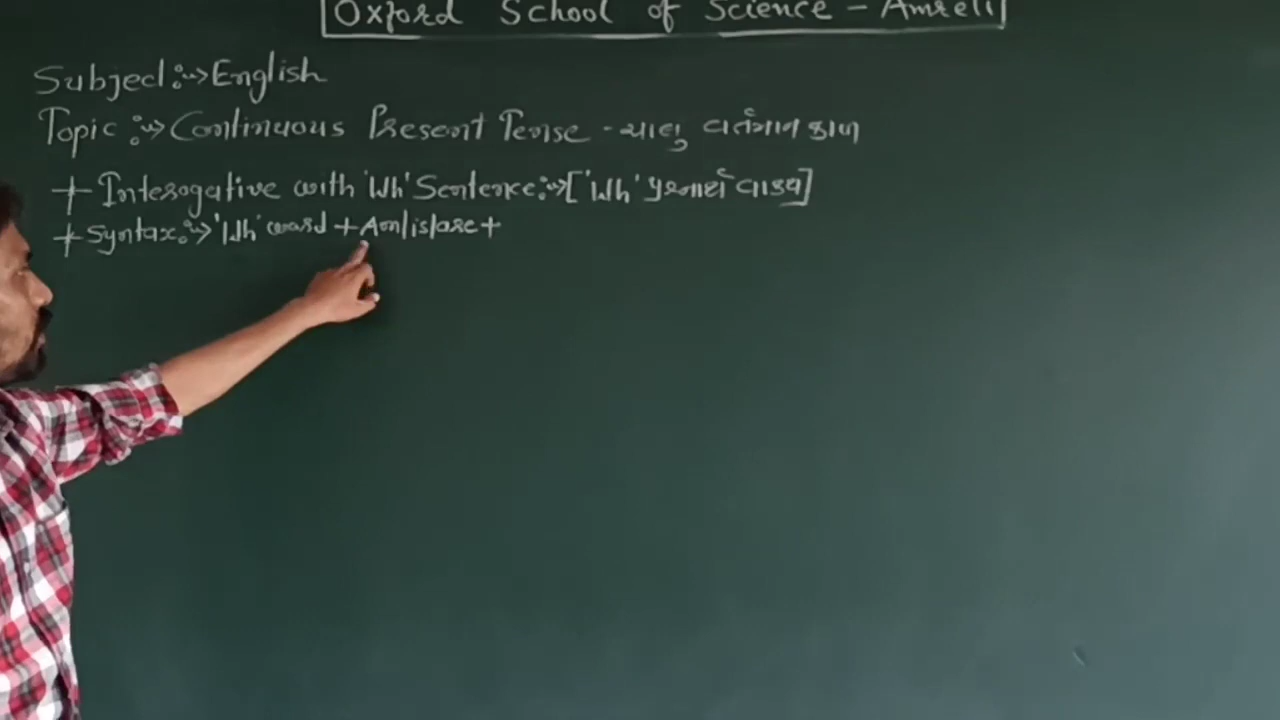 Oxford School of Science - Amreli
Subject :→ English
Topic :→ Continuous Present Tense - ચાલુ વર્તમાન કાળ
+ Interogative with 'Wh' Sentence :→ ['Wh' પ્રશ્નાર્થ વાક્ય]
+ Syntax :→ 'Wh' word + Am/is/are +